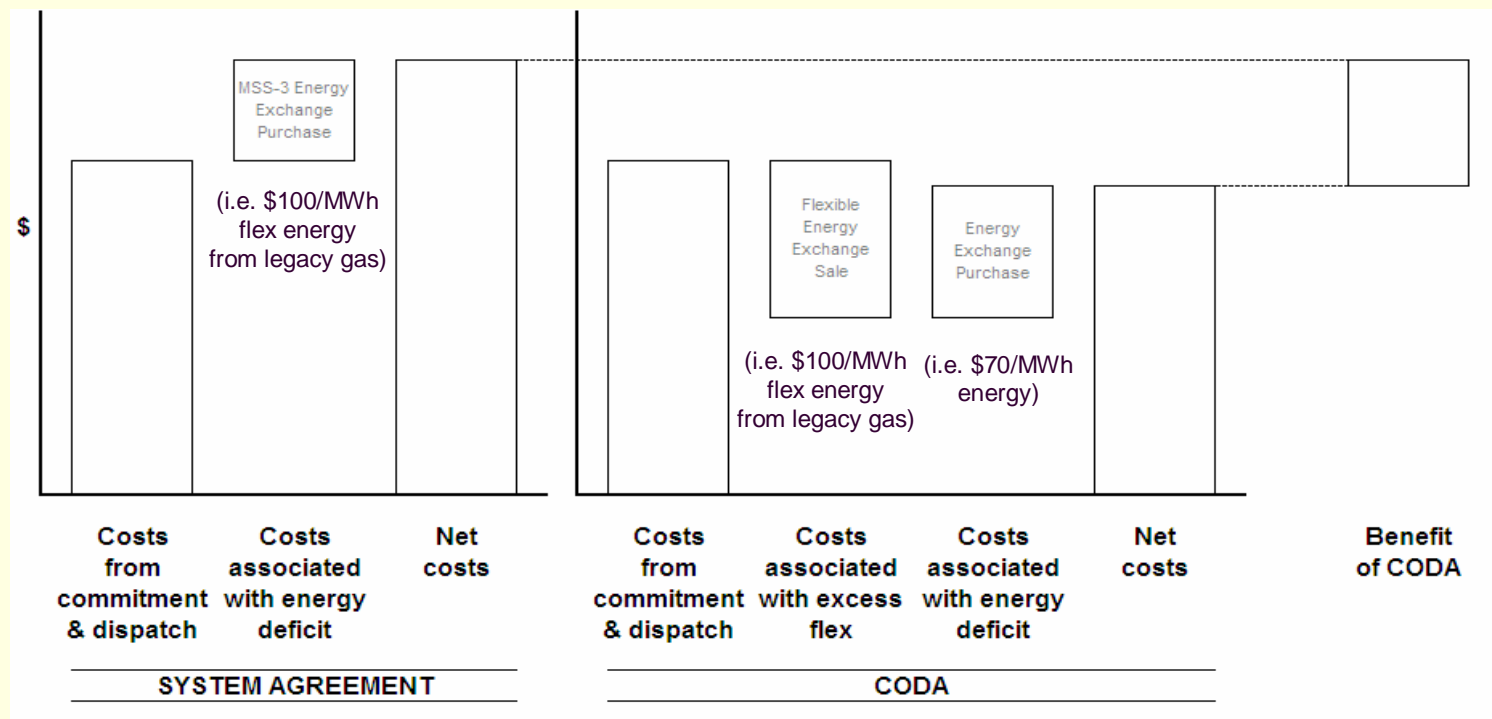 $
MSS-3 Energy
Exchange
Purchase
(i.e. $100/MWh
flex energy
from legacy gas)
Flexible
Energy
Exchange
Sale
(i.e. $100/MWh
flex energy
from legacy gas)
Energy
Exchange
Purchase
(i.e. $70/MWh
energy)
Costs
from
commitment
& dispatch
Costs
associated
with energy
deficit
Net
costs
Costs
from
commitment
& dispatch
Costs
associated
with excess
flex
Costs
associated
with energy
deficit
Net
costs
Benefit
of CODA
SYSTEM AGREEMENT
CODA